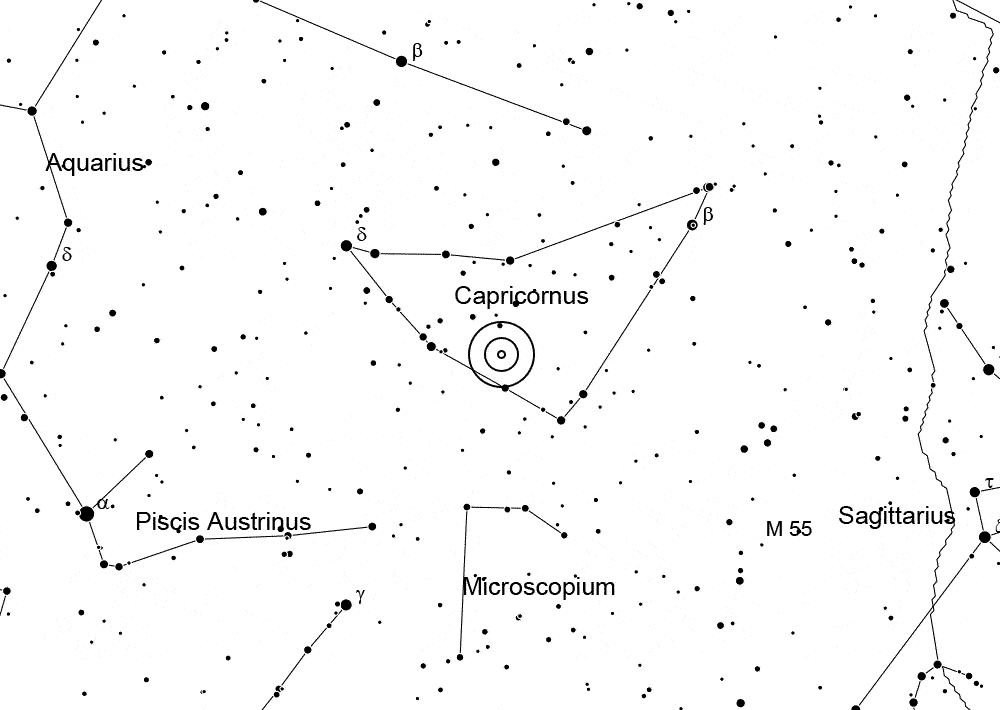 β
Aquarius
β
δ
δ
Capricornus
τ
α
Sagittarius
Piscis Austrinus
M 55
Microscopium
γ